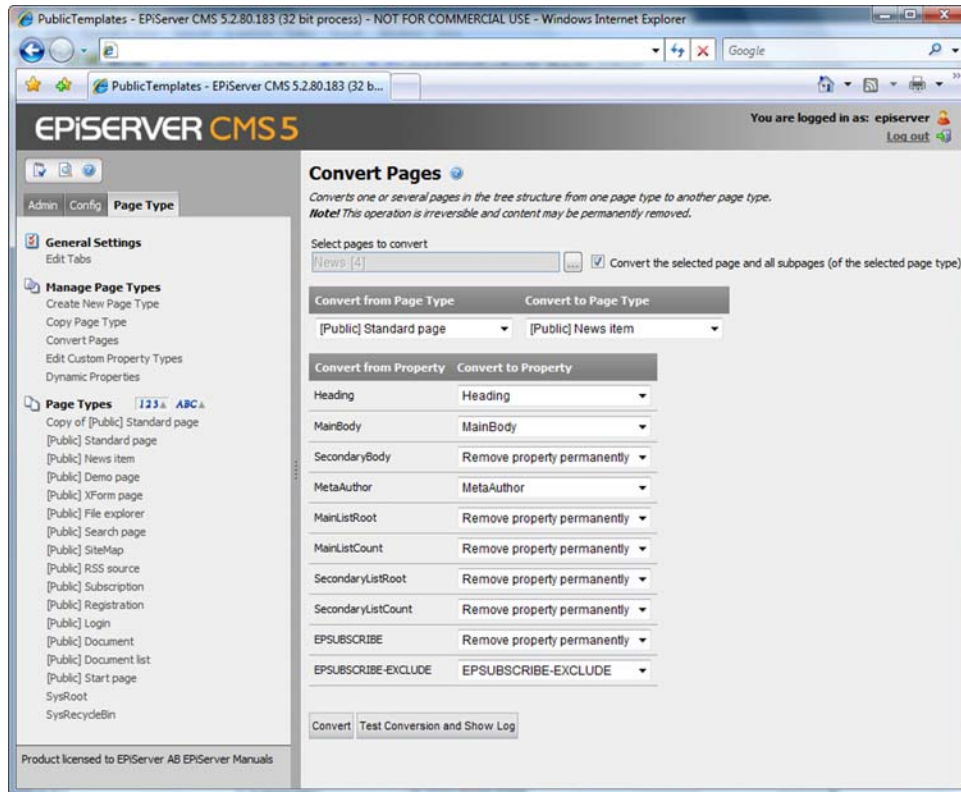 PublicTemplates - EPiServer CMS 5.2.80.183 (32 bit process) - NOT FOR COMMERCIAL USE - Windows Internet Explorer
Google
PublicTemplates - EPiServer CMS 5.2.80.183 (32 b...
EPiSERVER CMS 5
You are logged in as: episerver
Log out
Admin Config Page Type
General Settings
Edit Tabs
Manage Page Types
Create New Page Type
Copy Page Type
Convert Pages
Edit Custom Property Types
Dynamic Properties
Page Types 123 ABC
Copy of [Public] Standard page
[Public] Standard page
[Public] News item
[Public] Demo page
[Public] XForm page
[Public] File explorer
[Public] Search page
[Public] SiteMap
[Public] RSS source
[Public] Subscription
[Public] Registration
[Public] Login
[Public] Document
[Public] Document list
[Public] Start page
SysRoot
SysRecycleBin
Product licensed to EPiServer AB EPiServer Manuals
Convert Pages
Converts one or several pages in the tree structure from one page type to another page type.
Note! This operation is irreversible and content may be permanently removed.
Select pages to convert
News [4] ... Convert the selected page and all subpages (of the selected page type)
Convert from Page Type Convert to Page Type
[Public] Standard page [Public] News item
Convert from Property Convert to Property
Heading Heading
MainBody MainBody
SecondaryBody Remove property permanently
MetaAuthor MetaAuthor
MainListRoot Remove property permanently
MainListCount Remove property permanently
SecondaryListRoot Remove property permanently
SecondaryListCount Remove property permanently
EPSUBSCRIBE Remove property permanently
EPSUBSCRIBE-EXCLUDE EPSUBSCRIBE-EXCLUDE
Convert Test Conversion and Show Log